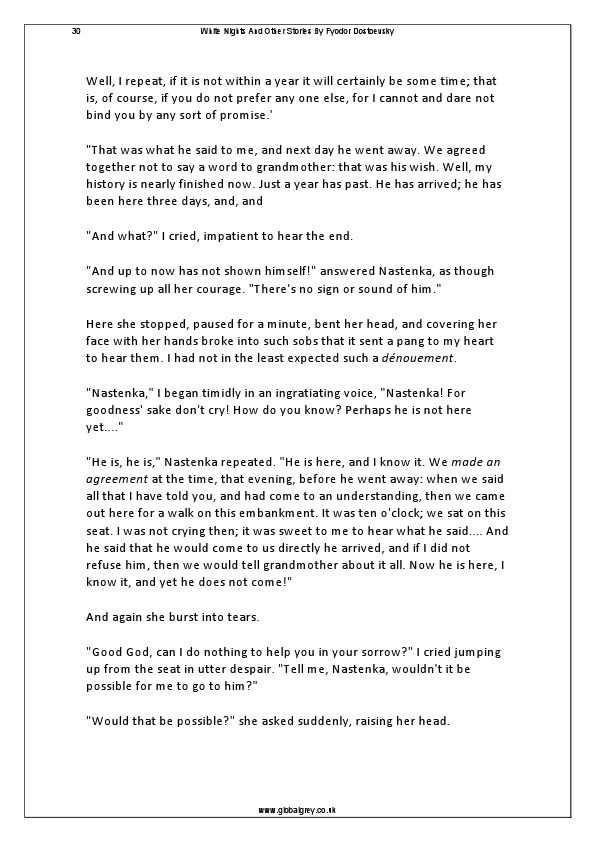 30 White Nights And Other Stories By Fyodor Dostoevsky
Well, I repeat, if it is not within a year it will certainly be some time; that
is, of course, if you do not prefer any one else, for I cannot and dare not
bind you by any sort of promise.'
"That was what he said to me, and next day he went away. We agreed
together not to say a word to grandmother: that was his wish. Well, my
history is nearly finished now. Just a year has past. He has arrived; he has
been here three days, and, and
"And what?" I cried, impatient to hear the end.
"And up to now has not shown himself!" answered Nastenka, as though
screwing up all her courage. "There's no sign or sound of him."
Here she stopped, paused for a minute, bent her head, and covering her
face with her hands broke into such sobs that it sent a pang to my heart
to hear them. I had not in the least expected such a dénouement.
"Nastenka," I began timidly in an ingratiating voice, "Nastenka! For
goodness' sake don't cry! How do you know? Perhaps he is not here
yet...."
"He is, he is," Nastenka repeated. "He is here, and I know it. We made an
agreement at the time, that evening, before he went away: when we said
all that I have told you, and had come to an understanding, then we came
out here for a walk on this embankment. It was ten o'clock; we sat on this
seat. I was not crying then; it was sweet to me to hear what he said.... And
he said that he would come to us directly he arrived, and if I did not
refuse him, then we would tell grandmother about it all. Now he is here, I
know it, and yet he does not come!"
And again she burst into tears.
"Good God, can I do nothing to help you in your sorrow?" I cried jumping
up from the seat in utter despair. "Tell me, Nastenka, wouldn't it be
possible for me to go to him?"
"Would that be possible?" she asked suddenly, raising her head.
www.globalgrey.co.uk